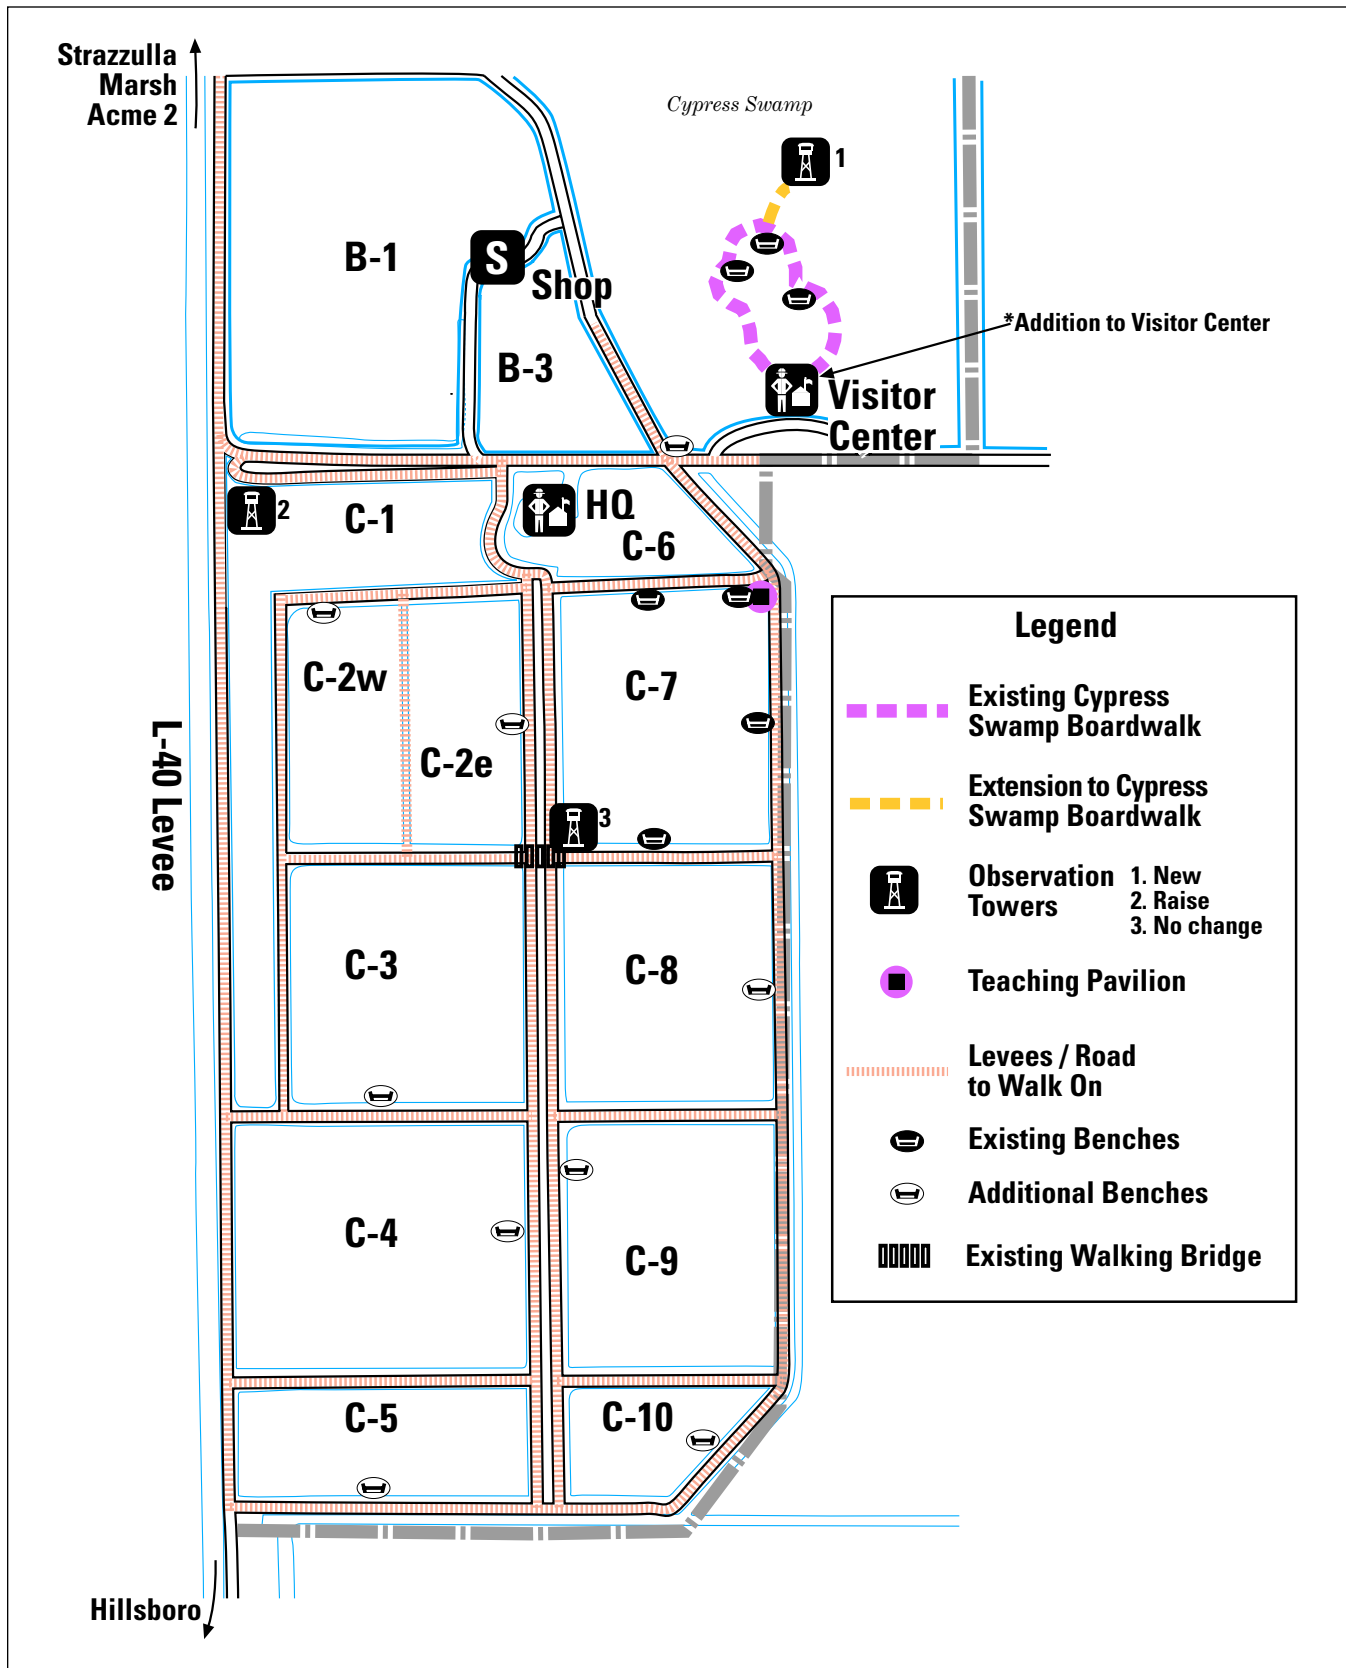 Strazzulla
Marsh
Acme 2
Cypress Swamp
1
B-1
S
Shop
*Addition to Visitor Center
B-3
Visitor
Center
2
C-1
HQ
C-6
C-2w
C-7
C-2e
3
L-40 Levee
C-3
C-8
C-4
C-9
C-5
C-10
Hillsboro
Legend
Existing Cypress
Swamp Boardwalk
Extension to Cypress
Swamp Boardwalk
Observation
Towers
1. New
2. Raise
3. No change
Teaching Pavilion
Levees / Road
to Walk On
Existing Benches
Additional Benches
Existing Walking Bridge